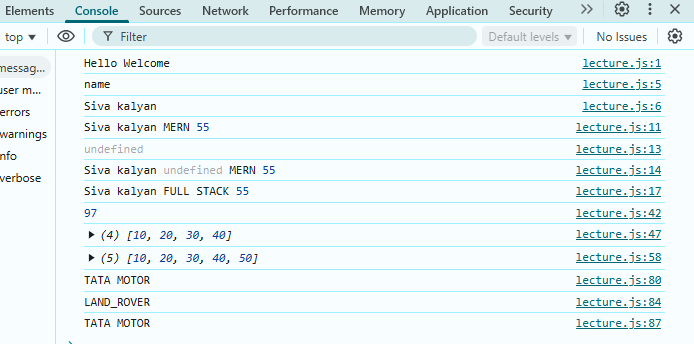 Elements Console Sources Network Performance Memory Application Security
top Filter Default levels No Issues
messag...
user m...
errors
warnings
nfo
verbose
Hello Welcome lecture.js:1
name lecture.js:5
Siva kalyan lecture.js:6
Siva kalyan MERN 55 lecture.js:11
undefined lecture.js:13
Siva kalyan undefined MERN 55 lecture.js:14
Siva kalyan FULL STACK 55 lecture.js:17
97 lecture.js:42
(4) [10, 20, 30, 40] lecture.js:47
(5) [10, 20, 30, 40, 50] lecture.js:58
TATA MOTOR lecture.js:80
LAND_ROVER lecture.js:84
TATA MOTOR lecture.js:87